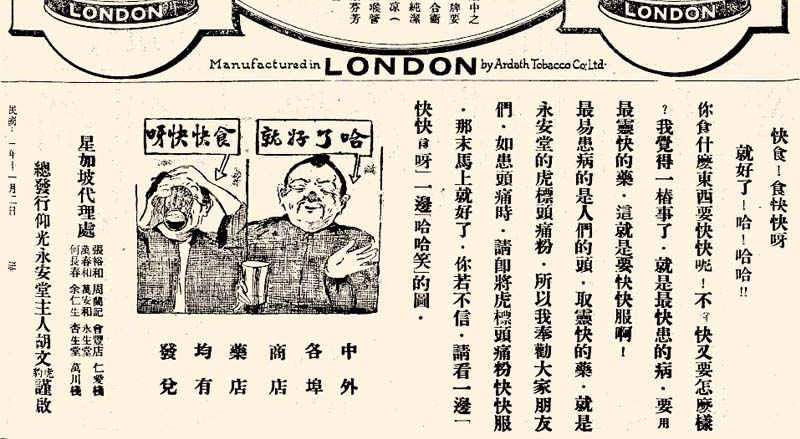 LONDON
LONDON
中之
牌要
合衛
純潔
涼(
喉管
芬芳
Manufactured in LONDON by Ardath Tobacco Co. Ltd.
快食!食快快呀
就好了!哈!哈哈!!
你食什麽東西要快快呢!不快又要怎麽樣
?我覺得一樁事了.就是最快患的病.要用
最靈快的藥.這就是要快快服啊!
最易患病的是人們的頭.取靈快的藥.就是
永安堂的虎標頭痛粉.所以我奉勸大家朋友
們.如患頭痛時.請卽將虎標頭痛粉快快服
.那末馬上就好了.你若不信.請看一邊「
快快食呀」一邊「哈哈笑」的圖.
哈了好就
食快快呀
中外
各埠
商店
藥店
均有
發兌
星加坡代理處
張裕和 周蘭記 會豐店 仁愛棧
萬春和 萬安和 永生堂
何長春 余仁生 杏生堂 萬川棧
總發行仰光永安堂主人胡文虎豹謹啟
民國 一年十一月二日